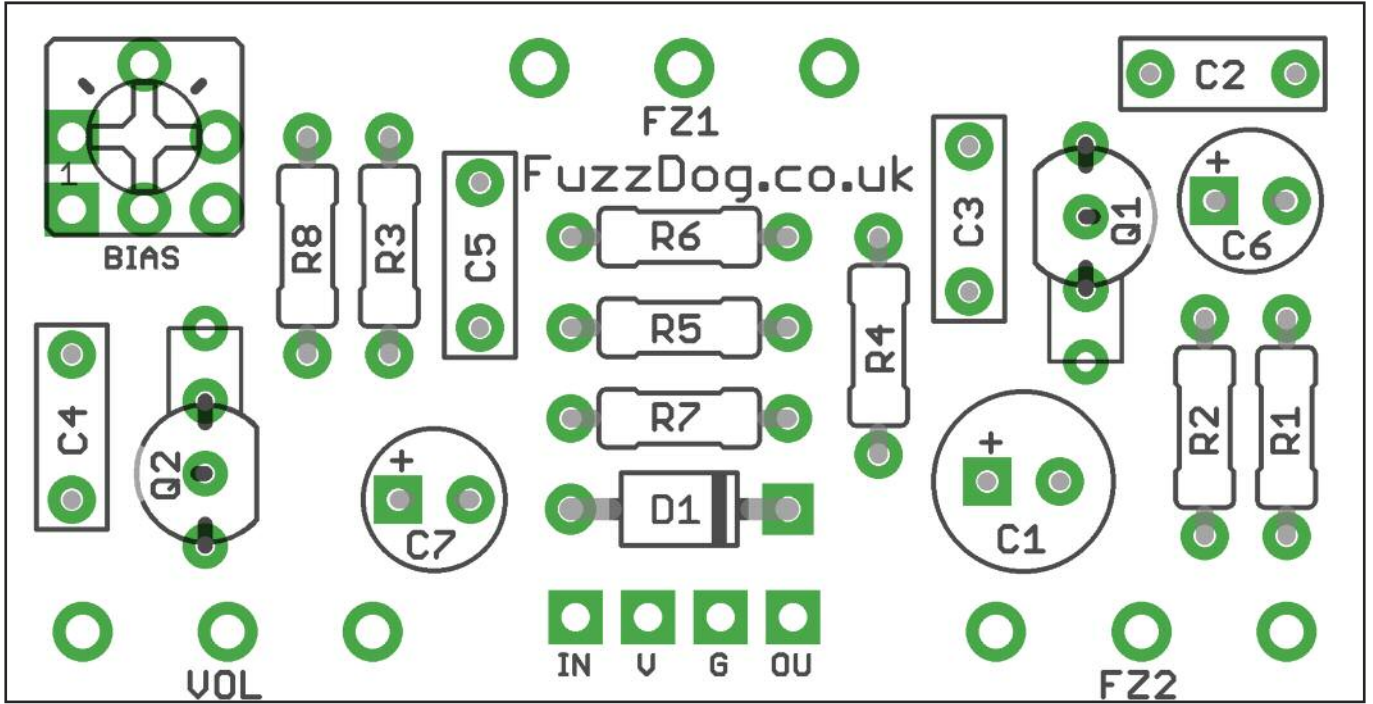 C2
FZ1
FuzzDog.co.uk
+
1
C3
Q1
R6
C6
R8
R3
C5
BIAS
R5
R4
C4
R7
R2
R1
+
+
Q2
D1
C7
C1
IN V G OU
VOL
FZ2